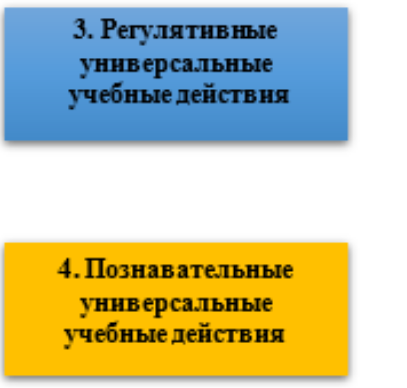 3. Регулятивные
универсальные
учебные действия
4. Познавательные
универсальные
учебные действия